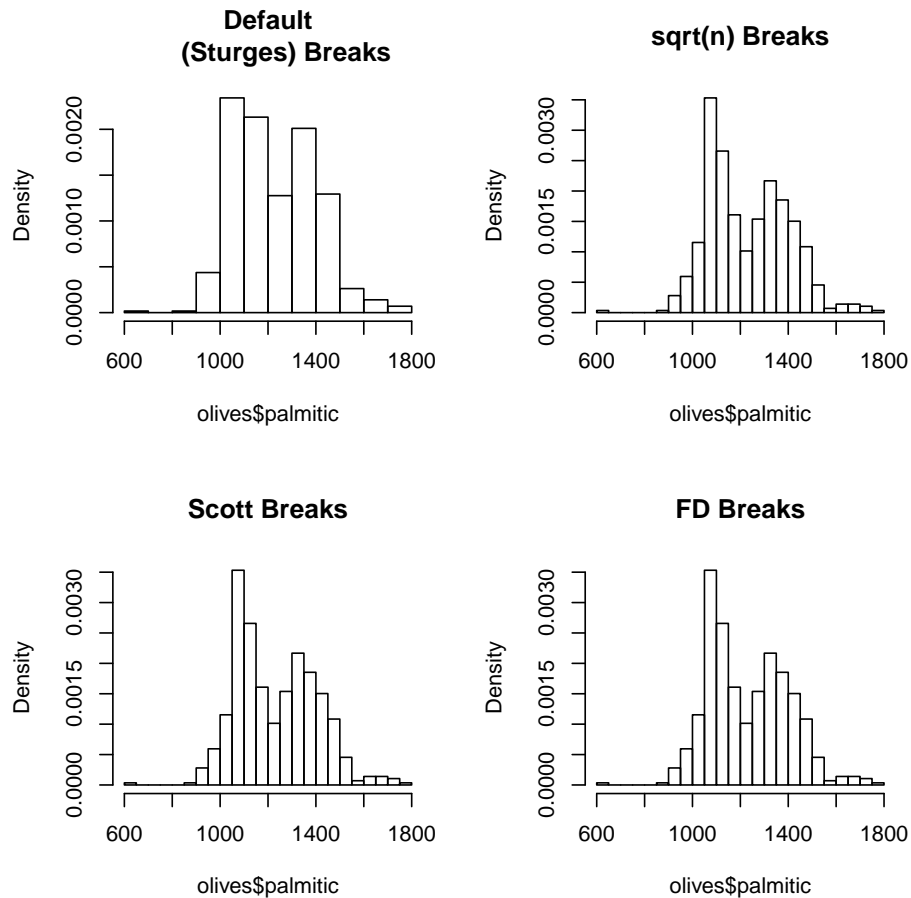 Default
(Sturges) Breaks
Density
0.0000 0.0010 0.0020
600 1000 1400 1800
olives$palmitic
sqrt(n) Breaks
Density
0.0000 0.0015 0.0030
600 1000 1400 1800
olives$palmitic
Scott Breaks
Density
0.0000 0.0015 0.0030
600 1000 1400 1800
olives$palmitic
FD Breaks
Density
0.0000 0.0015 0.0030
600 1000 1400 1800
olives$palmitic